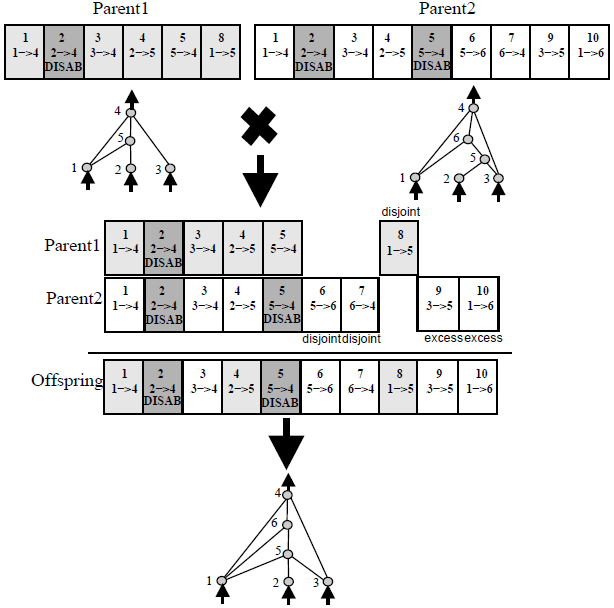 Parent1 Parent2
1 2 3 4 5 8 1 2 3 4 5 6 7 9 10
1−>4 2−>4 3−>4 2−>5 5−>4 1−>5 1−>4 2−>4 3−>4 2−>5 5−>4 5−>6 6−>4 3−>5 1−>6
DISAB DISAB DISAB
4 4
5 6
5
1 2 3 1 2 3
disjoint
Parent1
1 2 3 4 5 8
1−>4 2−>4 3−>4 2−>5 5−>4 1−>5
DISAB
Parent2
1 2 3 4 5 6 7 9 10
1−>4 2−>4 3−>4 2−>5 5−>4 5−>6 6−>4 3−>5 1−>6
DISAB DISAB
disjoint disjoint excess excess
Offspring
1 2 3 4 5 6 7 8 9 10
1−>4 2−>4 3−>4 2−>5 5−>4 5−>6 6−>4 1−>5 3−>5 1−>6
DISAB DISAB
4
6
5
1 2 3